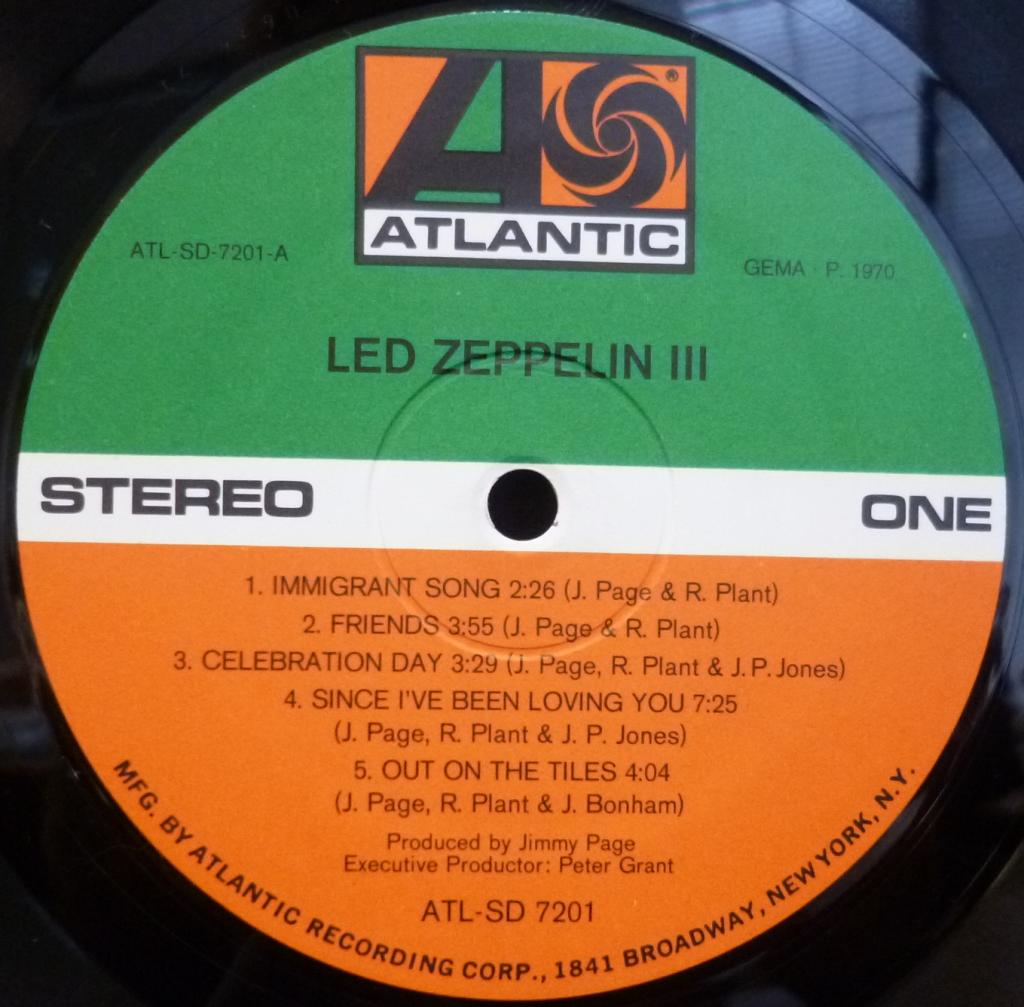 A
®
ATLANTIC
ATL-SD-7201-A
GEMA · P. 1970
LED ZEPPELIN III
STEREO
ONE
1. IMMIGRANT SONG 2:26 (J. Page & R. Plant)
2. FRIENDS 3:55 (J. Page & R. Plant)
3. CELEBRATION DAY 3:29 (J. Page, R. Plant & J.P. Jones)
4. SINCE I'VE BEEN LOVING YOU 7:25
(J. Page, R. Plant & J. P. Jones)
5. OUT ON THE TILES 4:04
(J. Page, R. Plant & J. Bonham)
Produced by Jimmy Page
Executive Productor: Peter Grant
ATL-SD 7201
MFG. BY ATLANTIC RECORDING CORP., 1841 BROADWAY, NEW YORK, N.Y.